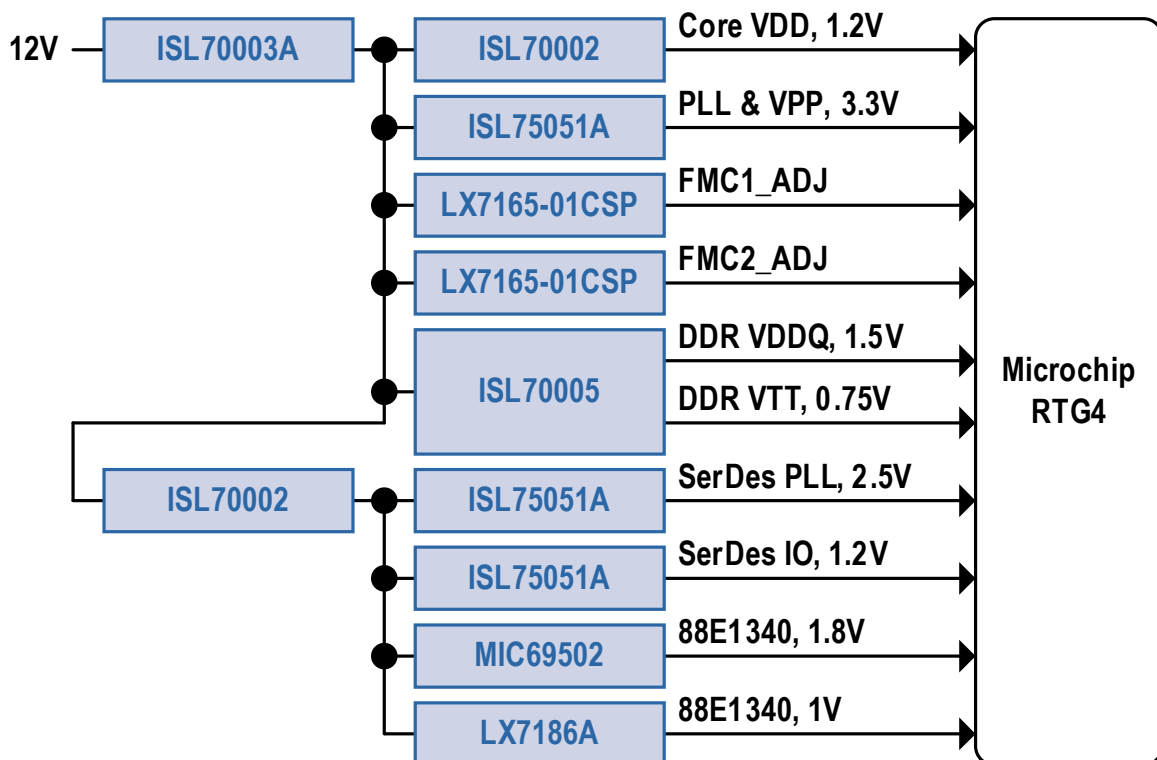 12V
ISL70003A
ISL70002
Core VDD, 1.2V
ISL75051A
PLL & VPP, 3.3V
LX7165-01CSP
FMC1_ADJ
LX7165-01CSP
FMC2_ADJ
ISL70005
DDR VDDQ, 1.5V
DDR VTT, 0.75V
ISL70002
ISL75051A
SerDes PLL, 2.5V
ISL75051A
SerDes IO, 1.2V
MIC69502
88E1340, 1.8V
LX7186A
88E1340, 1V
Microchip
RTG4